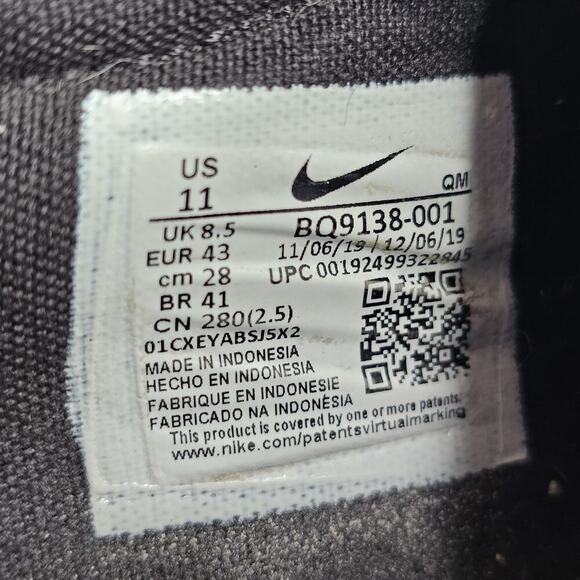 US
11
QM
UK 8.5
BQ9138-001
EUR 43
11/06/19 / 12/06/19
cm 28
UPC 00192499322845
BR 41
CN 280(2.5)
01CXEYABSJ5X2
MADE IN INDONESIA
HECHO EN INDONESIA
FABRIQUE EN INDONESIE
FABRICADO NA INDONÉSIA
This product is covered by one or more patents.
www.nike.com/patentsvirtualmarking